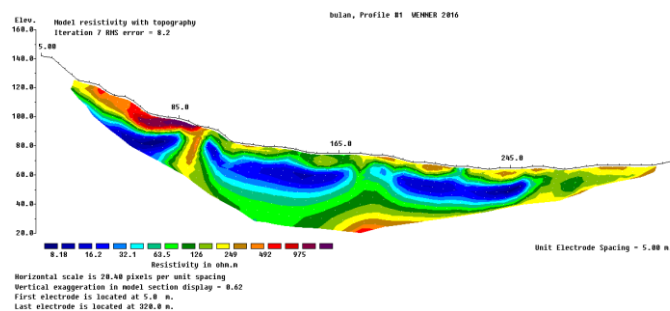 bulan, Profile #1 WENNER 2016
Elev. Model resistivity with topography
160.0 Iteration 7 RMS error = 8.2
5.00
140.0
120.0
85.0
100.0
80.0
165.0
245.0
60.0
40.0
20.0
8.18 16.2 32.1 63.5 126 249 492 975
Unit Electrode Spacing = 5.00 m.
Resistivity in ohm.m
Horizontal scale is 20.40 pixels per unit spacing
Vertical exaggeration in model section display = 0.62
First electrode is located at 5.0 m.
Last electrode is located at 320.0 m.